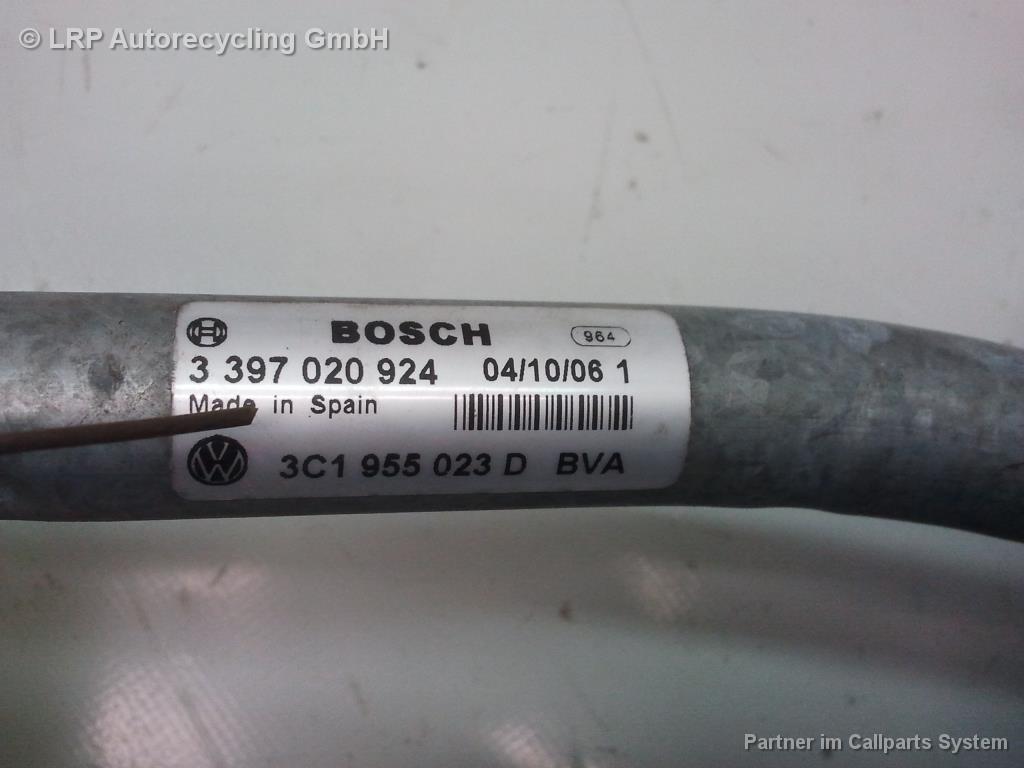 © LRP Autorecycling GmbH
BOSCH 964
3 397 020 924 04/10/06 1
Made in Spain
3C1 955 023 D BVA
Partner im Callparts System